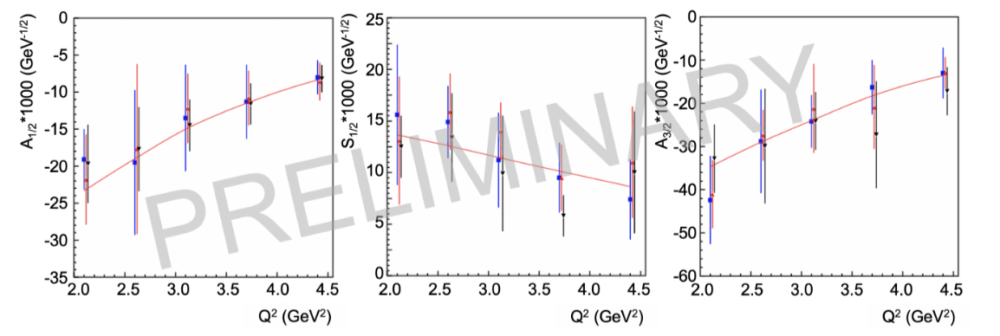 A1/2*1000 (GeV-1/2)
0
-5
-10
-15
-20
-25
-30
-35
2.0 2.5 3.0 3.5 4.0 4.5
Q2 (GeV2)
S1/2*1000 (GeV-1/2)
25
20
15
10
5
0
2.0 2.5 3.0 3.5 4.0 4.5
Q2 (GeV2)
A3/2*1000 (GeV-1/2)
0
-10
-20
-30
-40
-50
-60
2.0 2.5 3.0 3.5 4.0 4.5
Q2 (GeV2)
PRELIMINARY